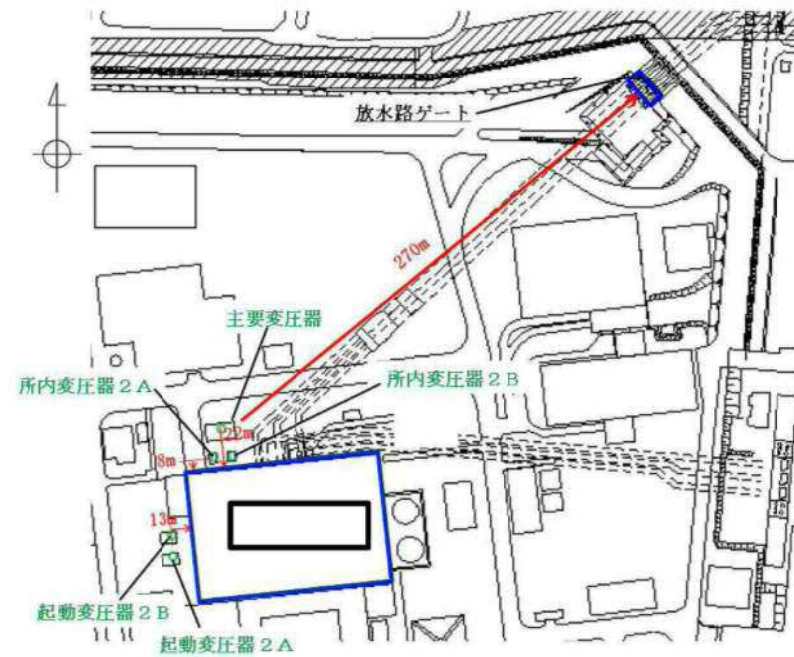 放水路ゲート
270m
主要変圧器
所内変圧器２Ａ
所内変圧器２Ｂ
22m
8m
13m
起動変圧器２Ｂ
起動変圧器２Ａ